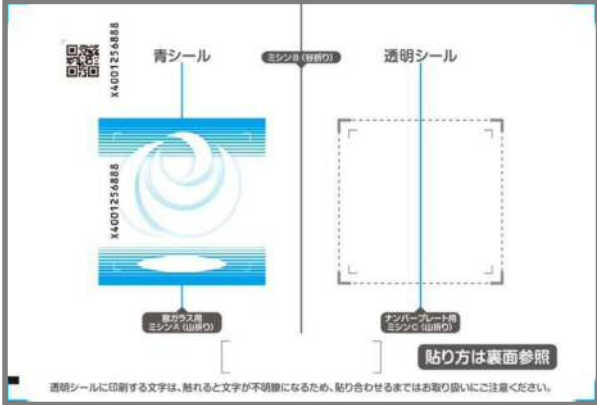 X4001256888
青シール
ミシンB(谷折り)
透明シール
X4001256888
窓ガラス用
ミシンA(山折り)
ナンバープレート用
ミシンC(山折り)
貼り方は裏面参照
透明シールに印刷する文字は、触れると文字が不明瞭になるため、貼り合わせるまではお取り扱いにご注意ください。